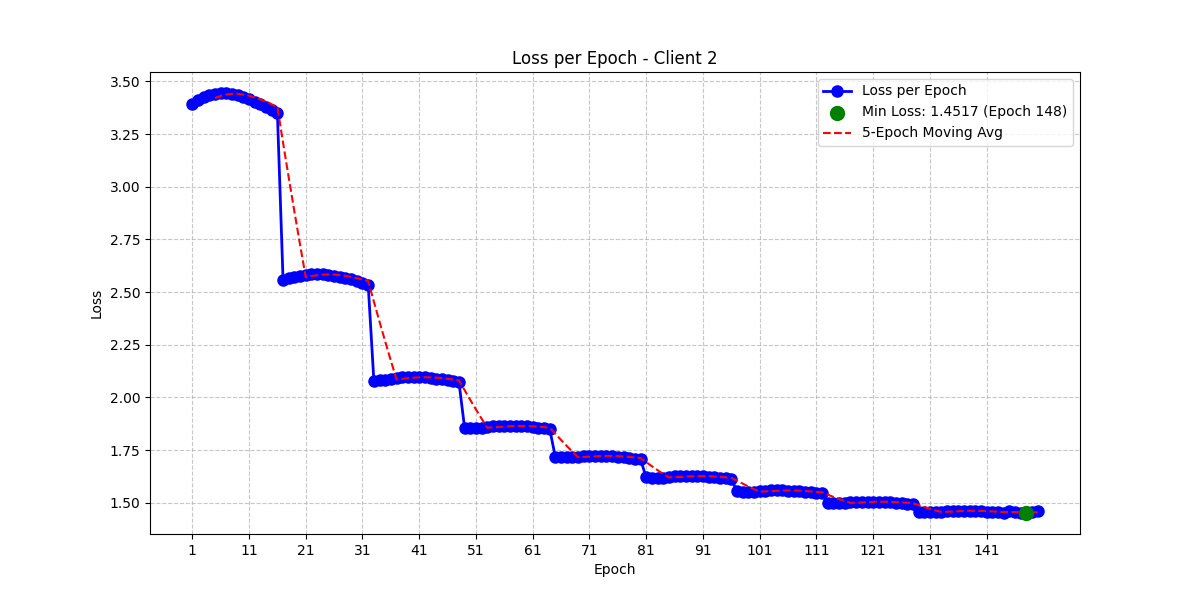 Loss per Epoch - Client 2
Loss per Epoch
Min Loss: 1.4517 (Epoch 148)
5-Epoch Moving Avg
Loss
3.50
3.25
3.00
2.75
2.50
2.25
2.00
1.75
1.50
1 11 21 31 41 51 61 71 81 91 101 111 121 131 141
Epoch